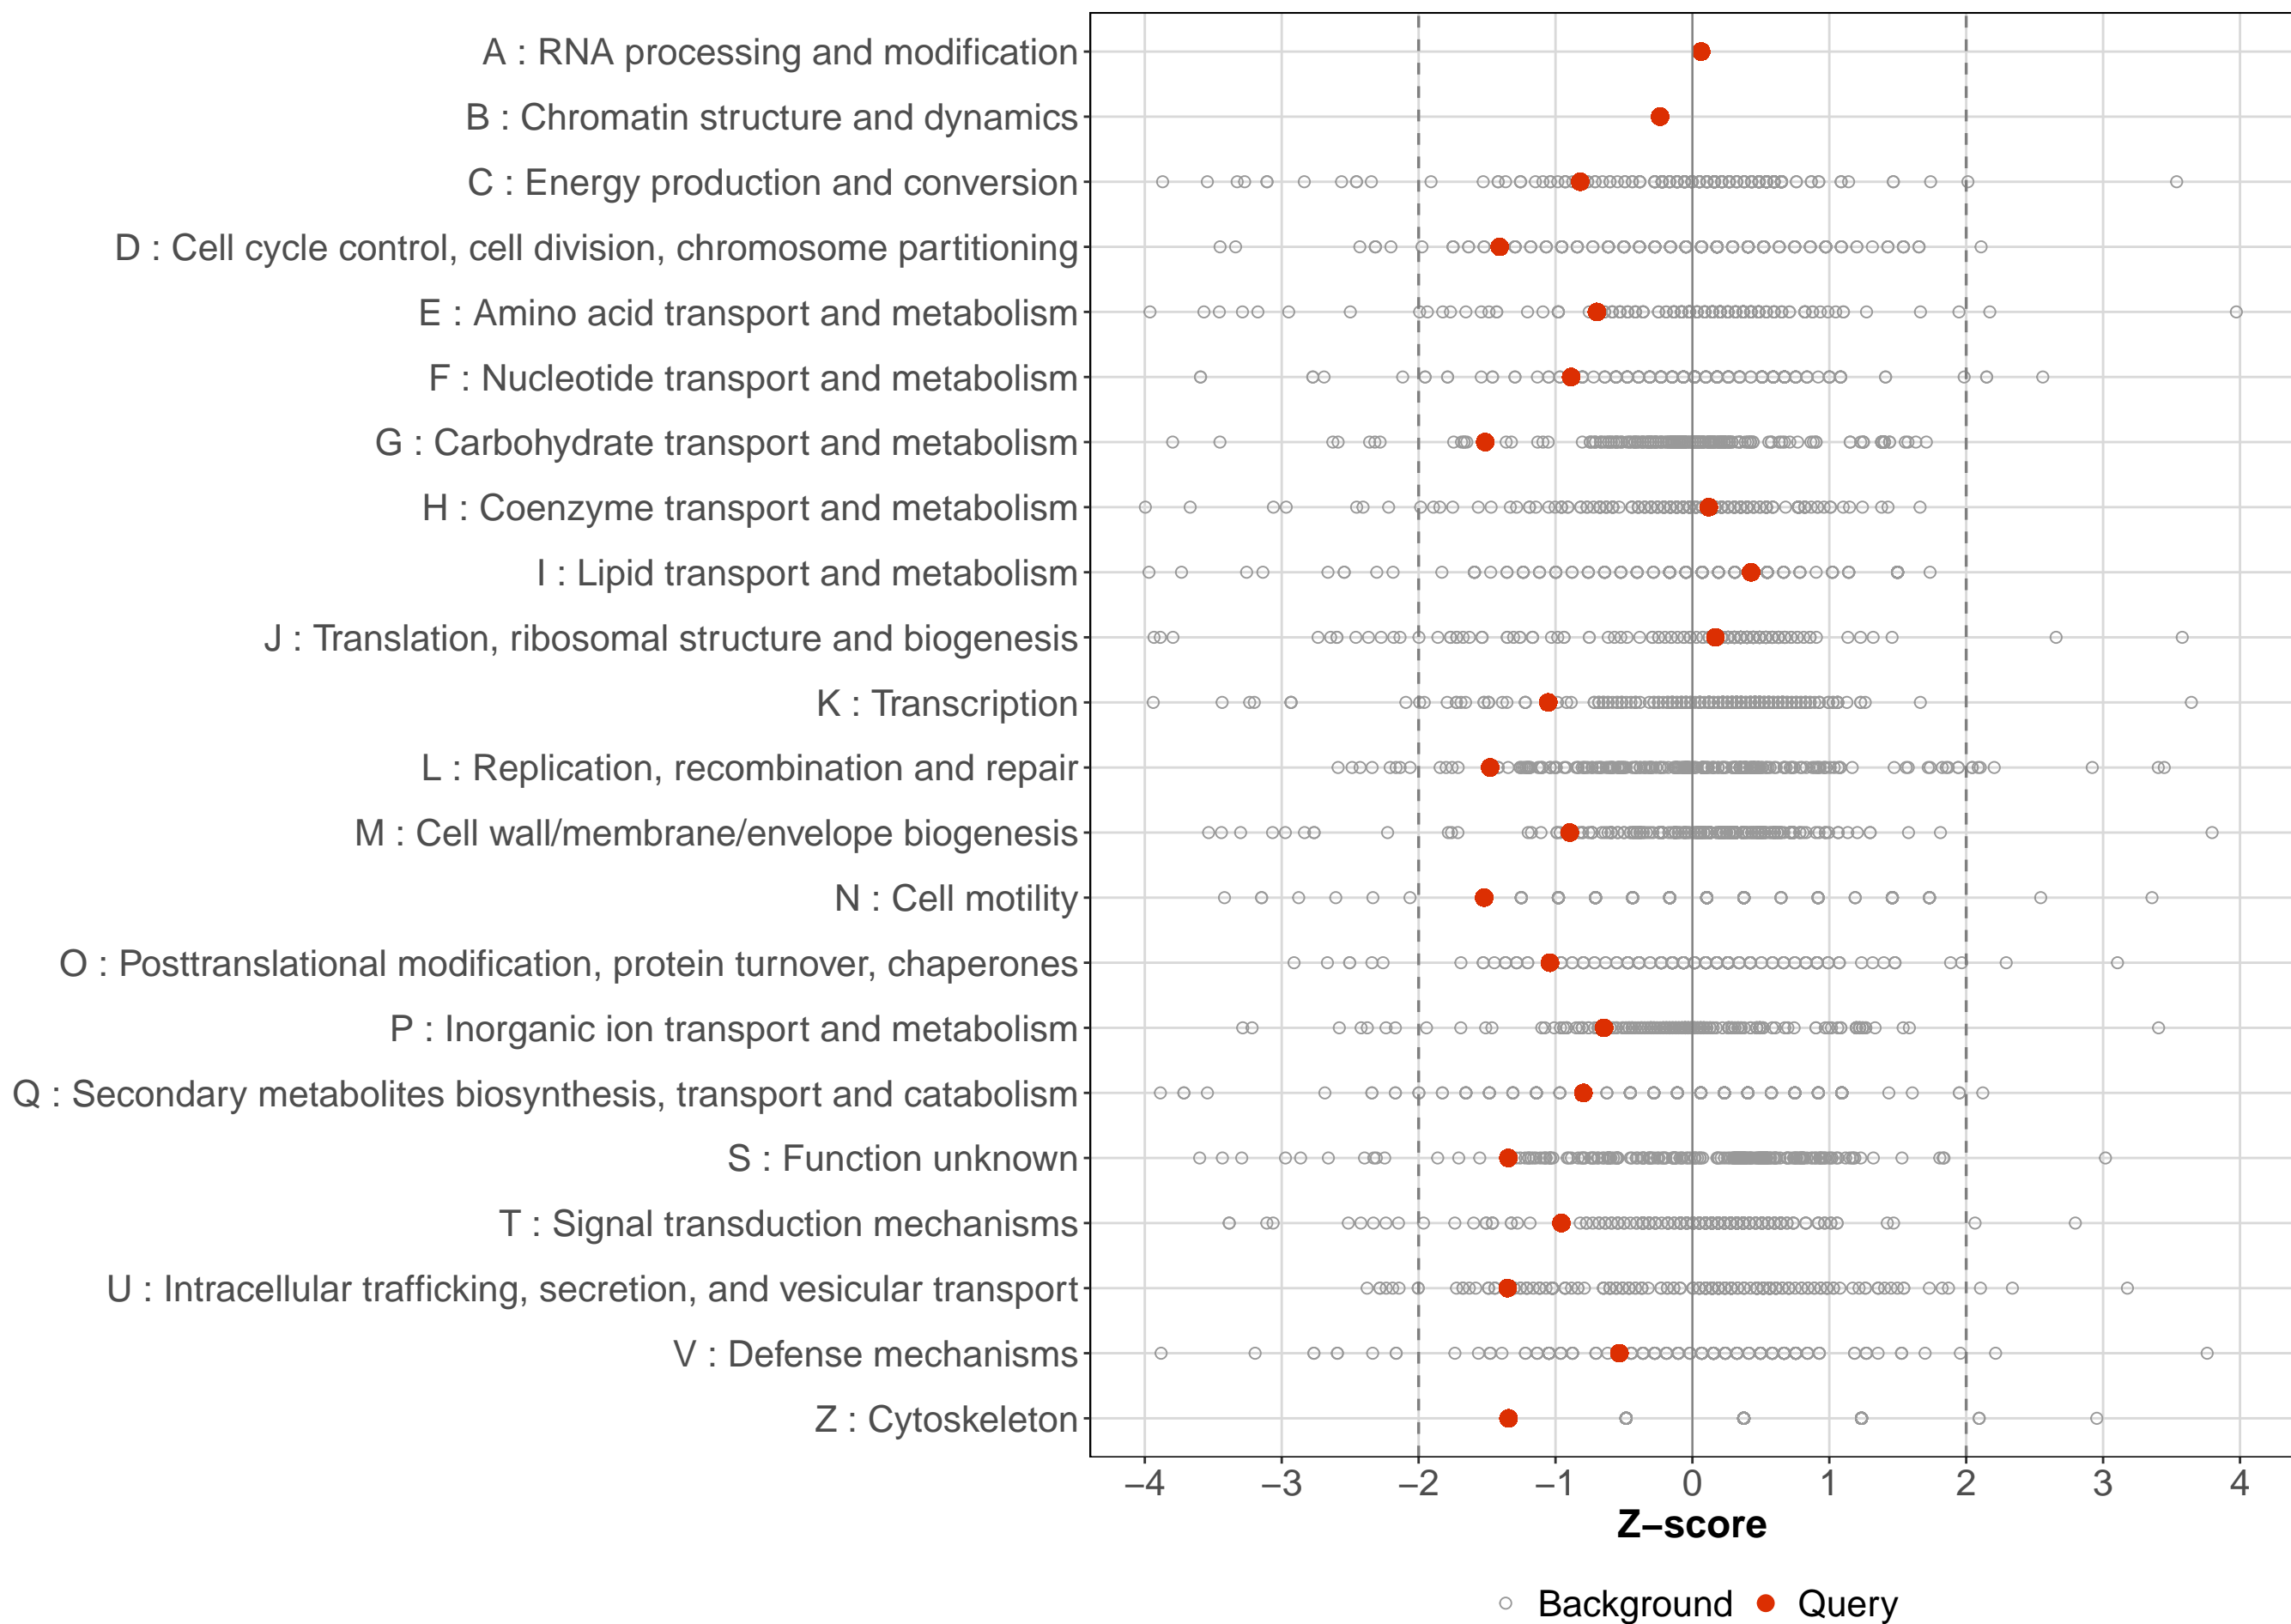 A : RNA processing and modification
B : Chromatin structure and dynamics
C : Energy production and conversion
D : Cell cycle control, cell division, chromosome partitioning
E : Amino acid transport and metabolism
F : Nucleotide transport and metabolism
G : Carbohydrate transport and metabolism
H : Coenzyme transport and metabolism
I : Lipid transport and metabolism
J : Translation, ribosomal structure and biogenesis
K : Transcription
L : Replication, recombination and repair
M : Cell wall/membrane/envelope biogenesis
N : Cell motility
O : Posttranslational modification, protein turnover, chaperones
P : Inorganic ion transport and metabolism
Q : Secondary metabolites biosynthesis, transport and catabolism
S : Function unknown
T : Signal transduction mechanisms
U : Intracellular trafficking, secretion, and vesicular transport
V : Defense mechanisms
Z : Cytoskeleton
−4 −3 −2 −1 0 1 2 3 4
Z−score
Background Query